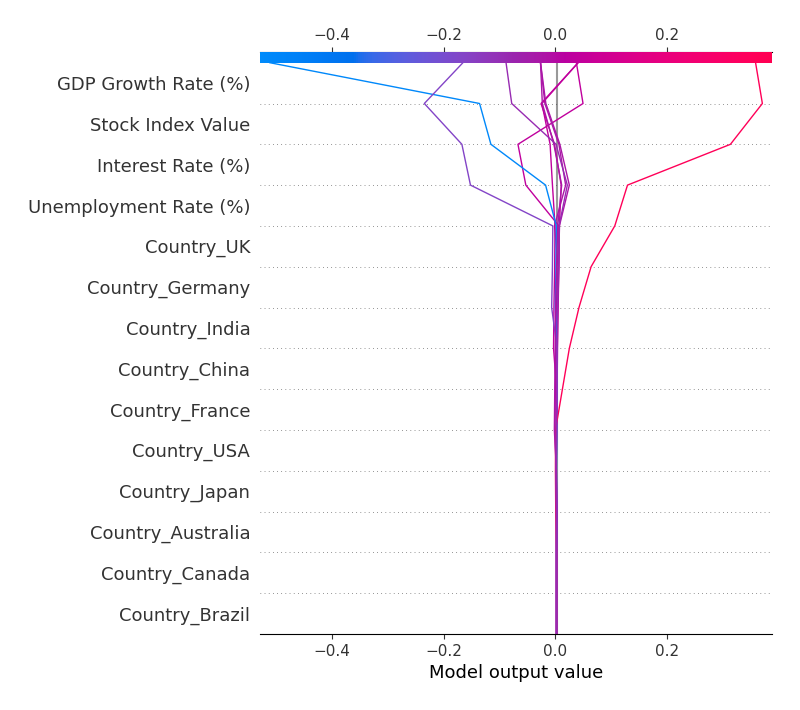 −0.4 −0.2 0.0 0.2
GDP Growth Rate (%)
Stock Index Value
Interest Rate (%)
Unemployment Rate (%)
Country_UK
Country_Germany
Country_India
Country_China
Country_France
Country_USA
Country_Japan
Country_Australia
Country_Canada
Country_Brazil
−0.4 −0.2 0.0 0.2
Model output value